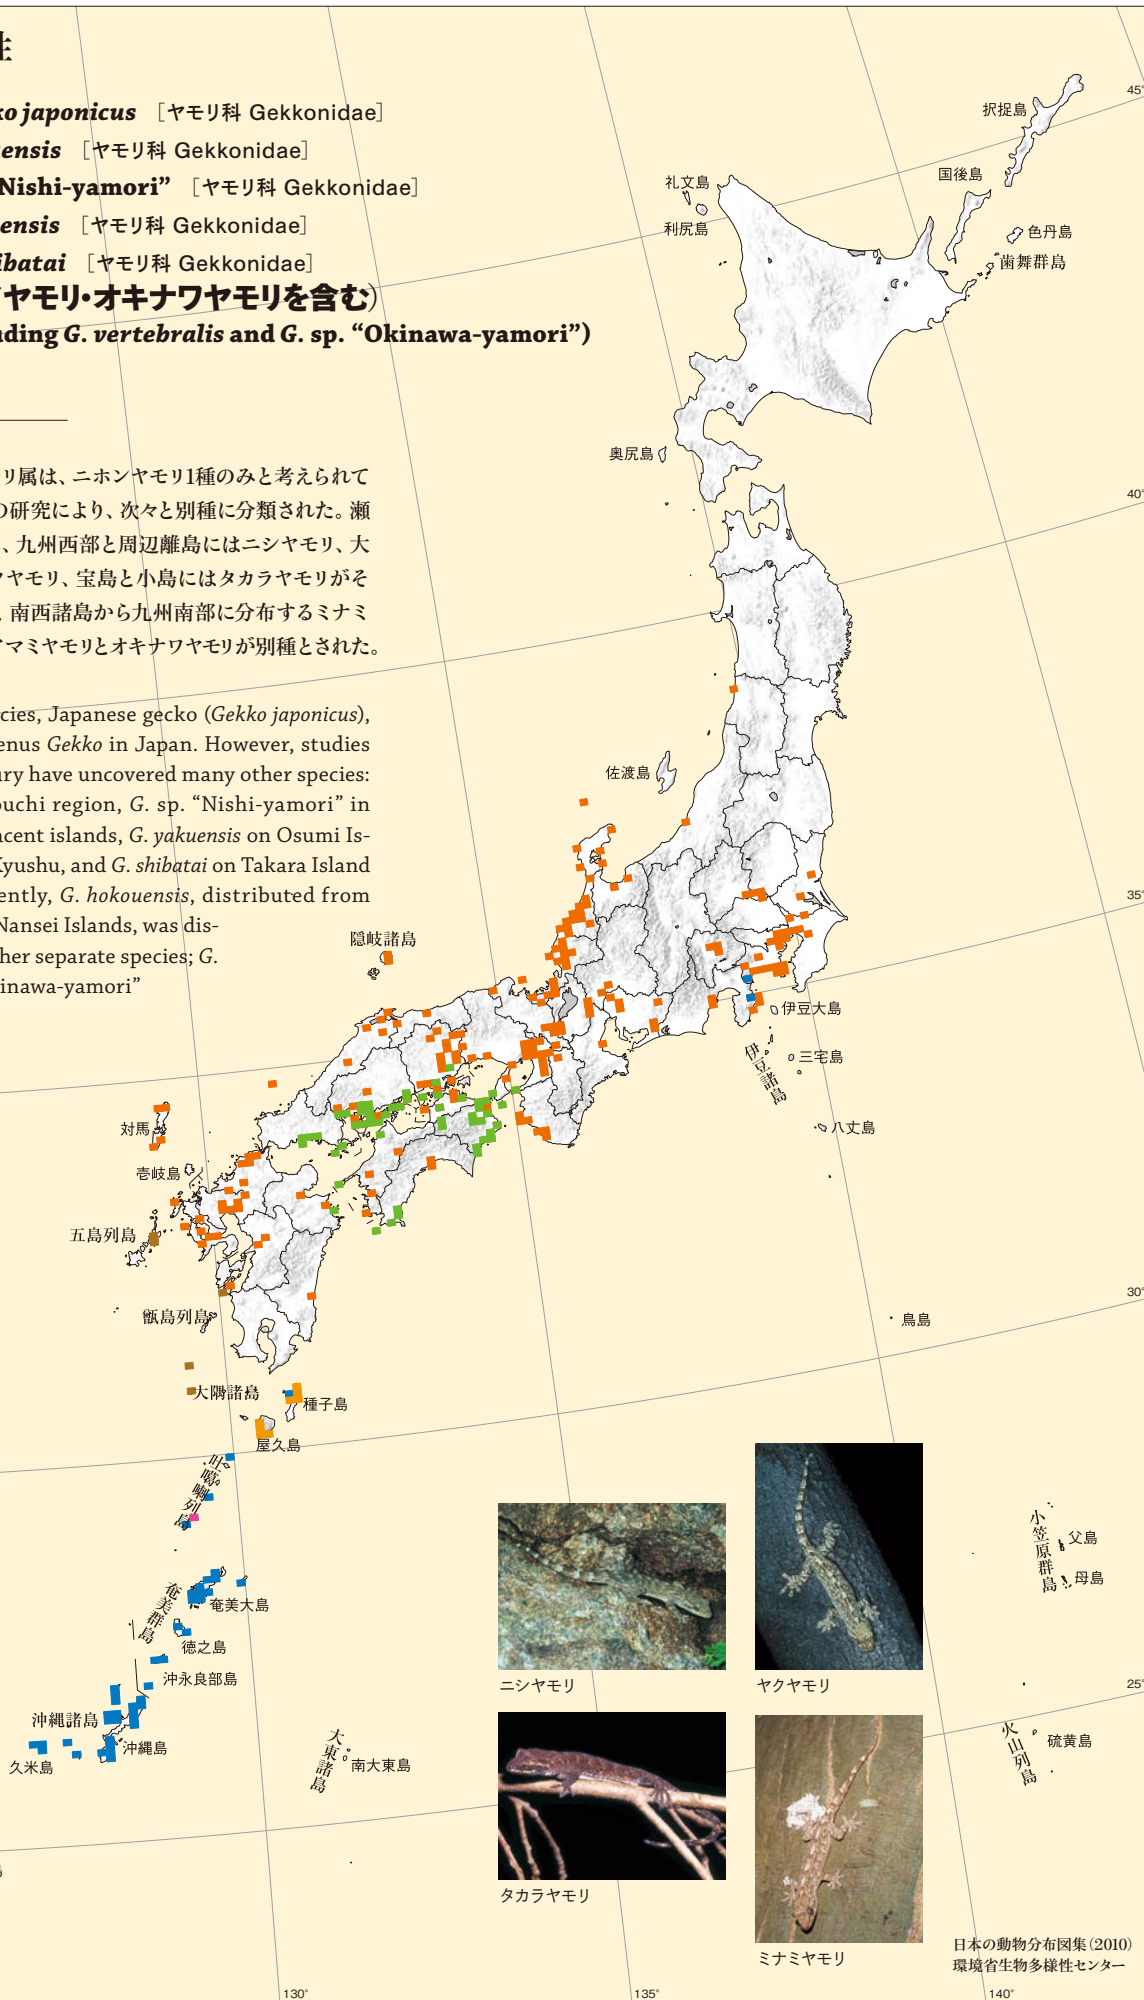 性
ko japonicus ［ヤモリ科 Gekkonidae］
ensis ［ヤモリ科 Gekkonidae］
Nishi-yamori” ［ヤモリ科 Gekkonidae］
ensis ［ヤモリ科 Gekkonidae］
ibatai ［ヤモリ科 Gekkonidae］
ヤモリ・オキナワヤモリを含む）
uding G. vertebralis and G. sp. “Okinawa-yamori”)
リ属は、ニホンヤモリ1種のみと考えられて
の研究により、次々と別種に分類された。瀬
、九州西部と周辺離島にはニシヤモリ、大
クヤモリ、宝島と小島にはタカラヤモリがそ
、南西諸島から九州南部に分布するミナミ
アマミヤモリとオキナワヤモリが別種とされた。
cies, Japanese gecko (Gekko japonicus),
enus Gekko in Japan. However, studies
ury have uncovered many other species:
ouchi region, G. sp. “Nishi-yamori” in
acent islands, G. yakuensis on Osumi Is-
Kyushu, and G. shibatai on Takara Island
ently, G. hokouensis, distributed from
Nansei Islands, was dis-
her separate species; G.
inawa-yamori”
択捉島
45°
国後島
礼文島
利尻島
色丹島
歯舞群島
奥尻島
40°
佐渡島
35°
隠岐諸島
伊豆大島
伊豆諸島
三宅島
八丈島
対馬
壱岐島
五島列島
30°
甑島列島
鳥島
大隅諸島
種子島
屋久島
吐噶喇列島
小笠原群島
父島
母島
奄美群島
奄美大島
徳之島
沖永良部島
25°
沖縄諸島
沖縄島
久米島
大東諸島
南大東島
火山列島
硫黄島
ニシヤモリ
ヤクヤモリ
タカラヤモリ
ミナミヤモリ
日本の動物分布図集(2010)
環境省生物多様性センター
130°
135°
140°